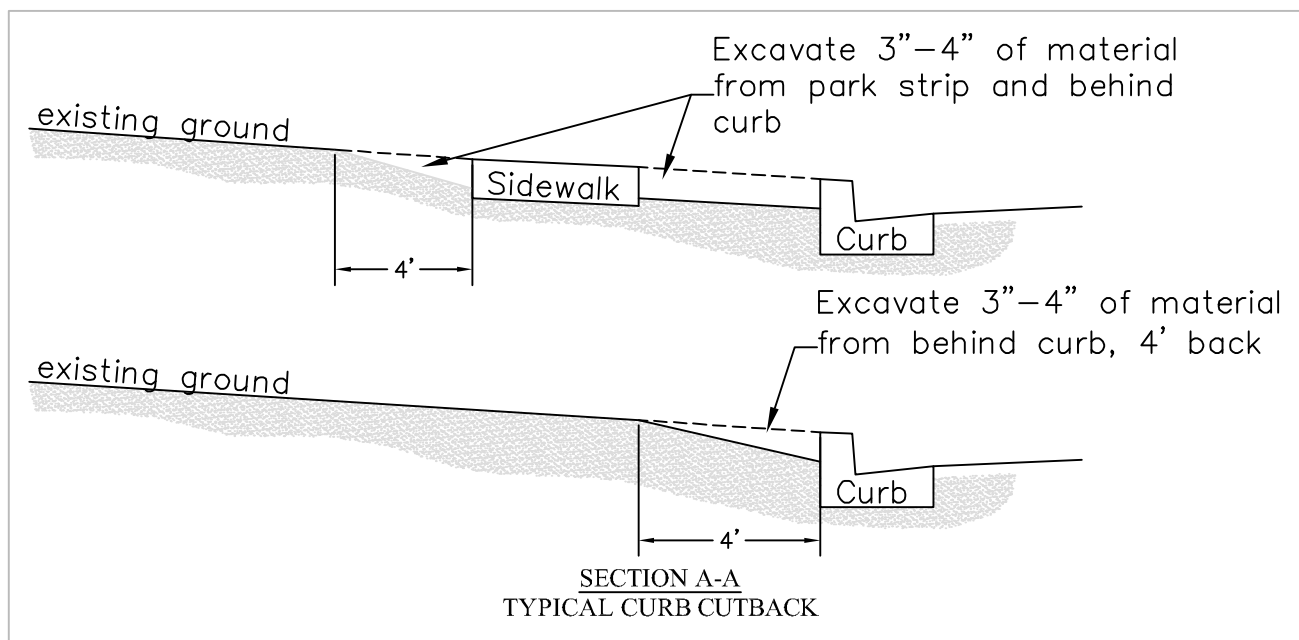 Excavate 3"-4" of material
from park strip and behind
curb
existing ground
Sidewalk
Curb
4'
Excavate 3"-4" of material
from behind curb, 4' back
existing ground
Curb
4'
SECTION A-A
TYPICAL CURB CUTBACK